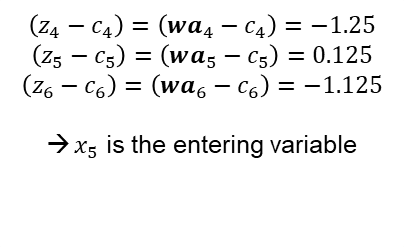 (z₄ − c₄) = (wa₄ − c₄) = −1.25
(z₅ − c₅) = (wa₅ − c₅) = 0.125
(z₆ − c₆) = (wa₆ − c₆) = −1.125
→ x₅ is the entering variable